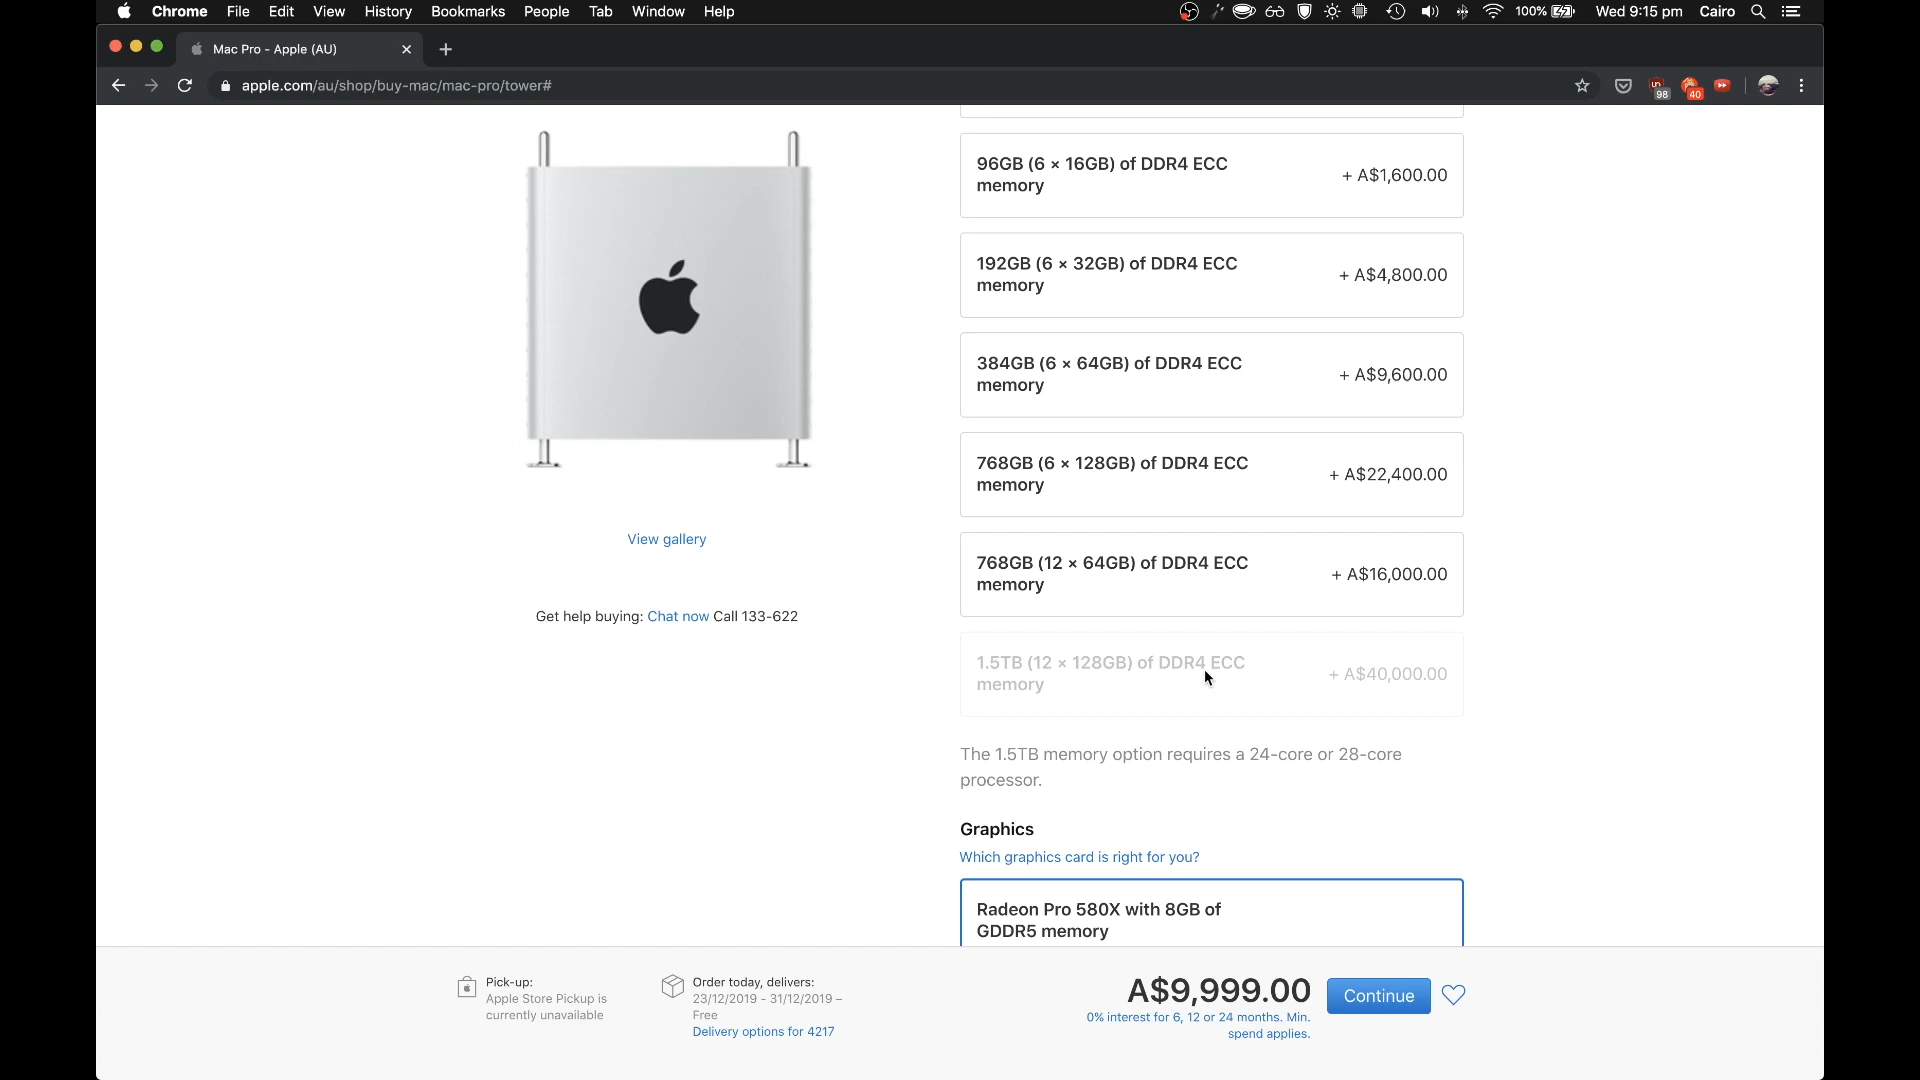 Chrome File Edit View History Bookmarks People Tab Window Help 100% Wed 9:15 pm Cairo
Mac Pro - Apple (AU)
apple.com/au/shop/buy-mac/mac-pro/tower#
98
40
96GB (6 × 16GB) of DDR4 ECC
memory
+ A$1,600.00
192GB (6 × 32GB) of DDR4 ECC
memory
+ A$4,800.00
384GB (6 × 64GB) of DDR4 ECC
memory
+ A$9,600.00
768GB (6 × 128GB) of DDR4 ECC
memory
+ A$22,400.00
View gallery
768GB (12 × 64GB) of DDR4 ECC
memory
+ A$16,000.00
Get help buying: Chat now Call 133-622
1.5TB (12 × 128GB) of DDR4 ECC
memory
+ A$40,000.00
The 1.5TB memory option requires a 24-core or 28-core
processor.
Graphics
Which graphics card is right for you?
Radeon Pro 580X with 8GB of
GDDR5 memory
Pick-up:
Apple Store Pickup is
currently unavailable
Order today, delivers:
23/12/2019 - 31/12/2019 –
Free
Delivery options for 4217
A$9,999.00
0% interest for 6, 12 or 24 months. Min.
spend applies.
Continue